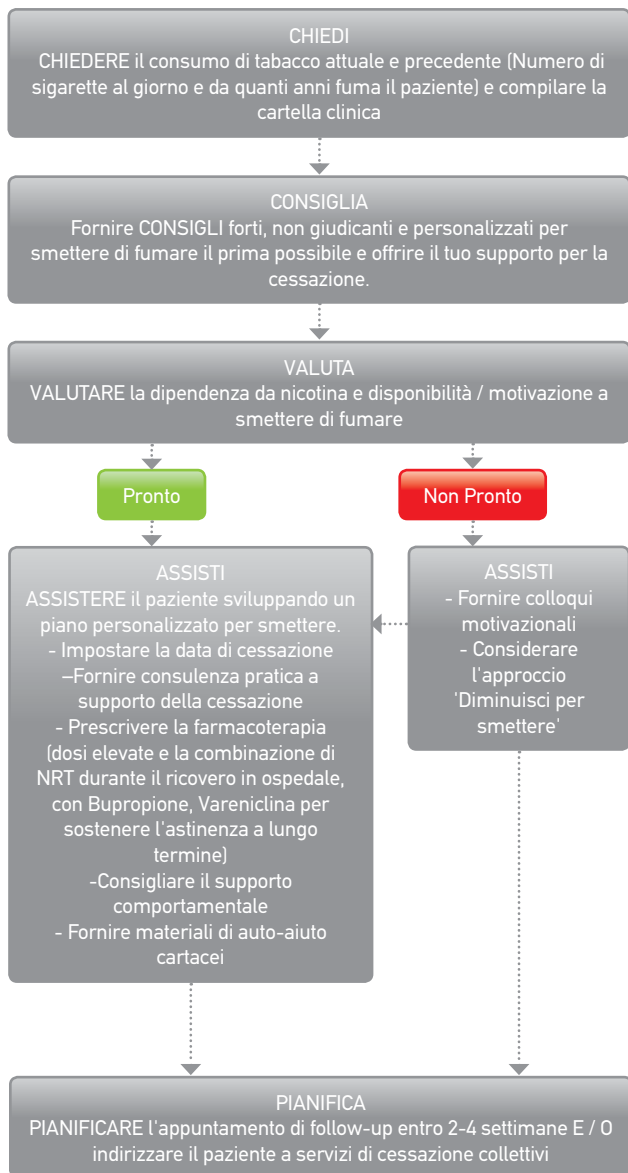 CHIEDI
CHIEDERE il consumo di tabacco attuale e precedente (Numero di
sigarette al giorno e da quanti anni fuma il paziente) e compilare la
cartella clinica
CONSIGLIA
Fornire CONSIGLI forti, non giudicanti e personalizzati per
smettere di fumare il prima possibile e offrire il tuo supporto per la
cessazione.
VALUTA
VALUTARE la dipendenza da nicotina e disponibilità / motivazione a
smettere di fumare
Pronto
Non Pronto
ASSISTI
ASSISTERE il paziente sviluppando un
piano personalizzato per smettere.
- Impostare la data di cessazione
–Fornire consulenza pratica a
supporto della cessazione
- Prescrivere la farmacoterapia
(dosi elevate e la combinazione di
NRT durante il ricovero in ospedale,
con Bupropione, Vareniclina per
sostenere l'astinenza a lungo
termine)
-Consigliare il supporto
comportamentale
- Fornire materiali di auto-aiuto
cartacei
ASSISTI
- Fornire colloqui
motivazionali
- Considerare
l'approccio
'Diminuisci per
smettere'
PIANIFICA
PIANIFICARE l'appuntamento di follow-up entro 2-4 settimane E / O
indirizzare il paziente a servizi di cessazione collettivi